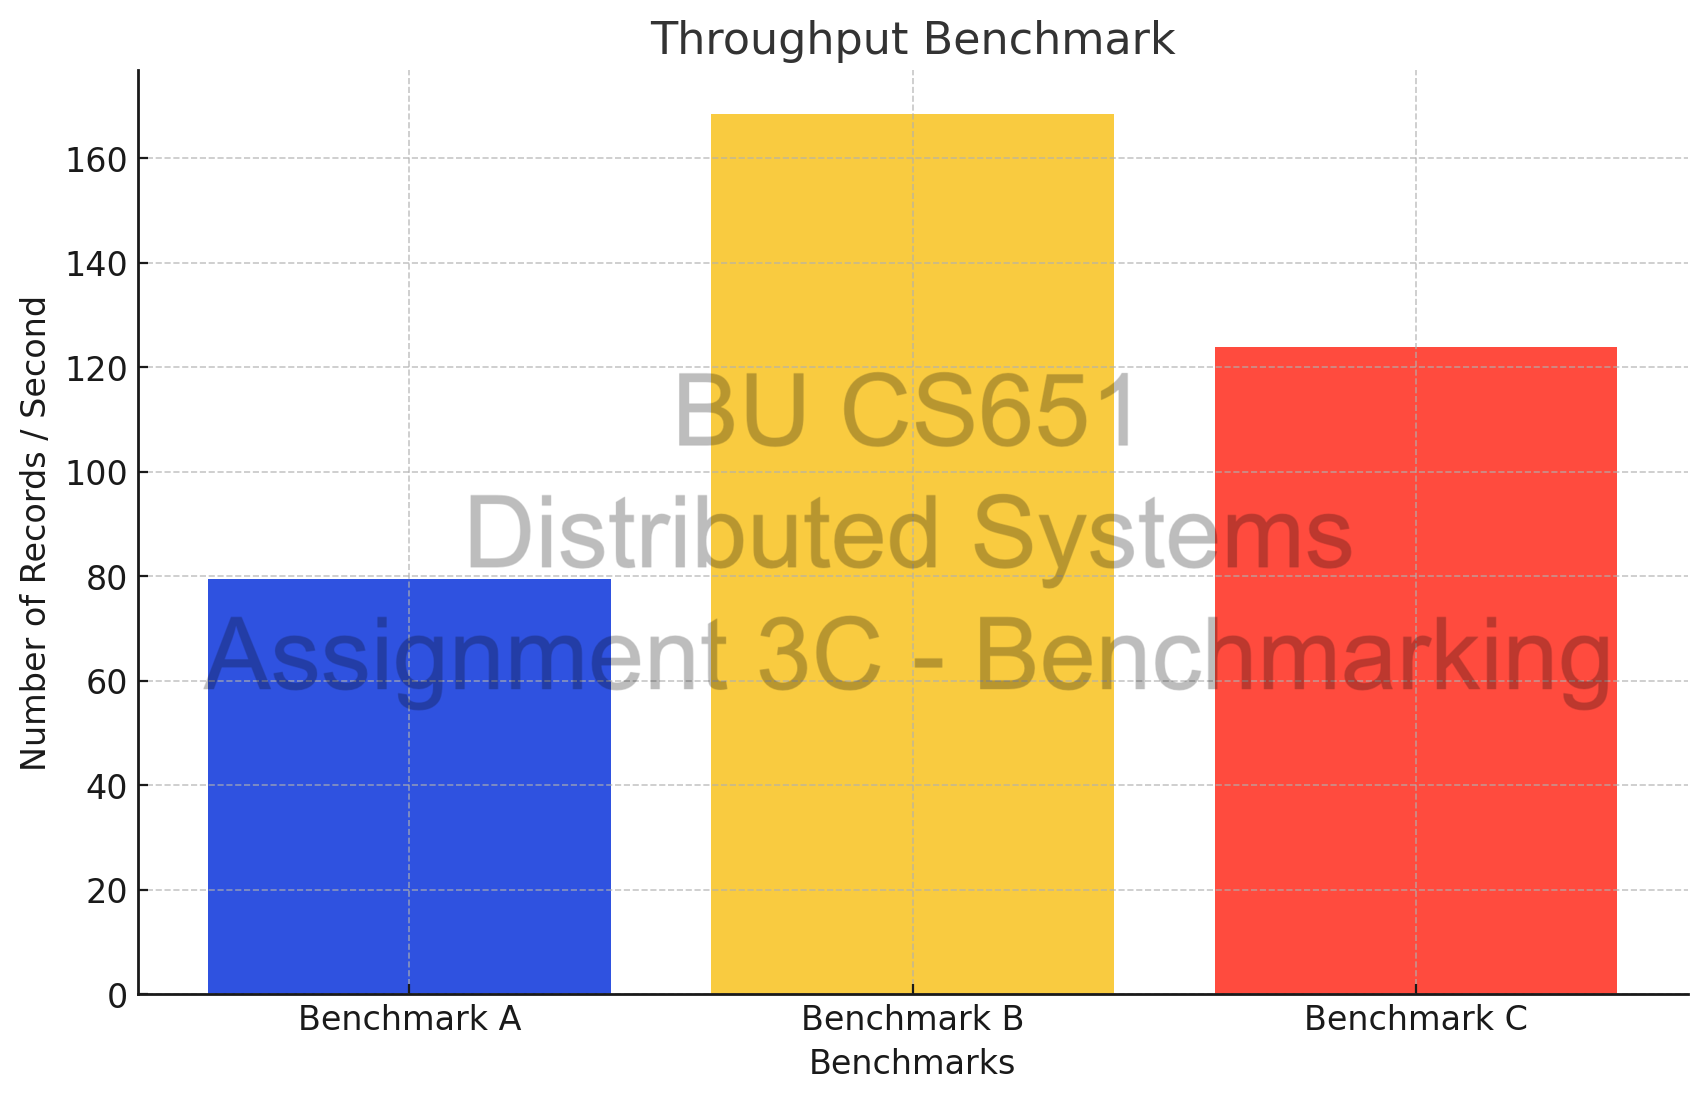 Throughput Benchmark
160
140
120
100
80
60
40
20
0
Number of Records / Second
BU CS651
Distributed Systems
Assignment 3C - Benchmarking
Benchmark A
Benchmark B
Benchmark C
Benchmarks